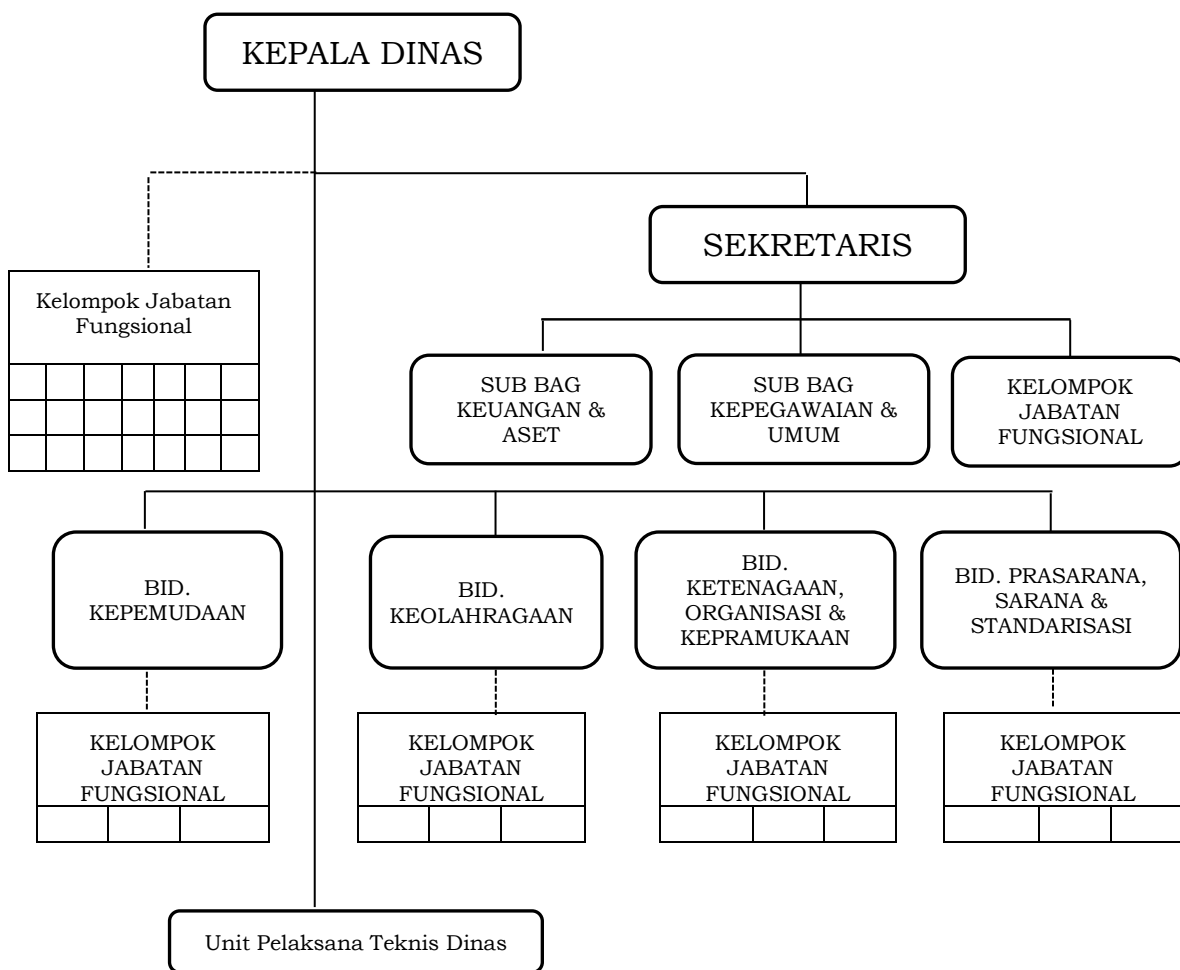 KEPALA DINAS
SEKRETARIS
Kelompok Jabatan
Fungsional
SUB BAG
KEUANGAN &
ASET
SUB BAG
KEPEGAWAIAN &
UMUM
KELOMPOK
JABATAN
FUNGSIONAL
BID.
KEPEMUDAAN
BID.
KEOLAHRAGAAN
BID.
KETENAGAAN,
ORGANISASI &
KEPRAMUKAAN
BID. PRASARANA,
SARANA &
STANDARISASI
KELOMPOK
JABATAN
FUNGSIONAL
KELOMPOK
JABATAN
FUNGSIONAL
KELOMPOK
JABATAN
FUNGSIONAL
KELOMPOK
JABATAN
FUNGSIONAL
Unit Pelaksana Teknis Dinas